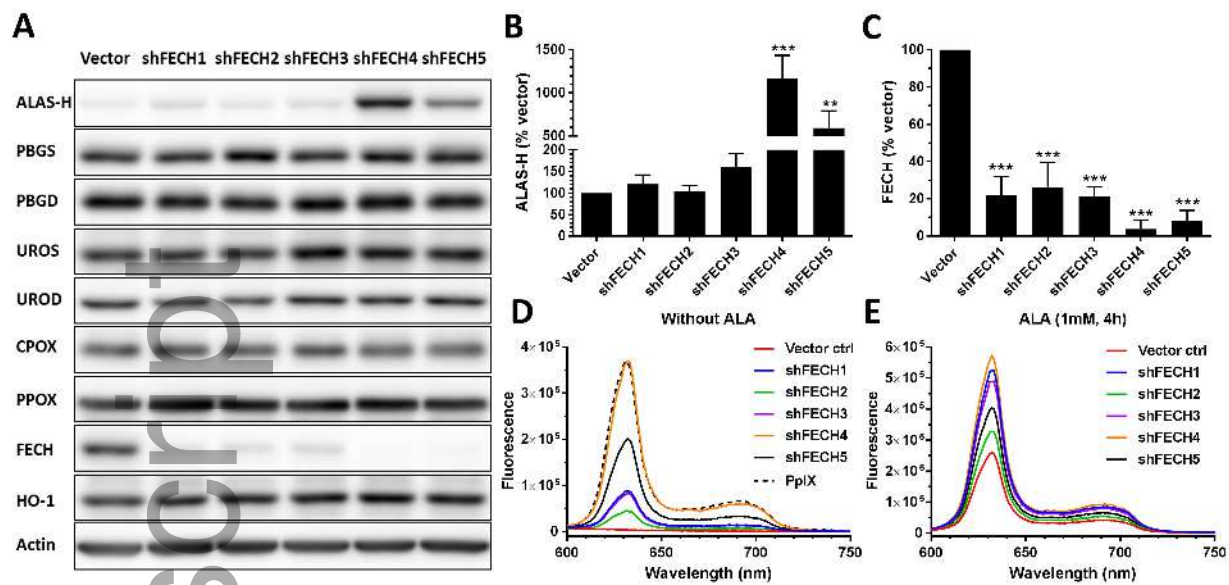 A
Vector shFECH1 shFECH2 shFECH3 shFECH4 shFECH5
ALAS-H
PBGS
PBGD
UROS
UROD
CPOX
PPOX
FECH
HO-1
Actin
B
ALAS-H (% vector)
1500
1000
500
200
150
100
50
0
***
**
Vector
shFECH1
shFECH2
shFECH3
shFECH4
shFECH5
C
FECH (% vector)
100
80
60
40
20
0
***
***
***
***
***
Vector
shFECH1
shFECH2
shFECH3
shFECH4
shFECH5
D
Without ALA
Fluorescence
4×10⁵
3×10⁵
2×10⁵
1×10⁵
0
600 650 700 750
Wavelength (nm)
Vector ctrl
shFECH1
shFECH2
shFECH3
shFECH4
shFECH5
PpIX
E
ALA (1mM, 4h)
Fluorescence
6×10⁵
5×10⁵
4×10⁵
3×10⁵
2×10⁵
1×10⁵
0
600 650 700 750
Wavelength (nm)
Vector ctrl
shFECH1
shFECH2
shFECH3
shFECH4
shFECH5
script